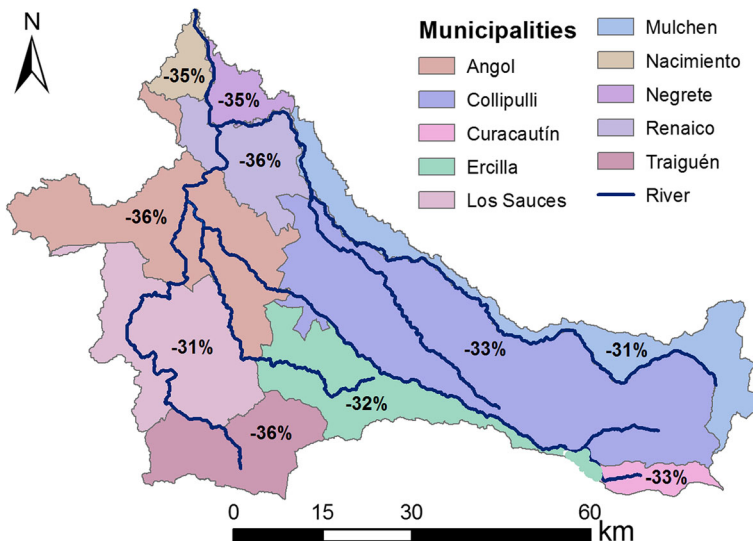 N
Municipalities
Angol
Collipulli
Curacautín
Ercilla
Los Sauces
Mulchen
Nacimiento
Negrete
Renaico
Traiguén
River
-35%
-35%
-36%
-36%
-31%
-33%
-31%
-32%
-36%
-33%
0 15 30 60
km